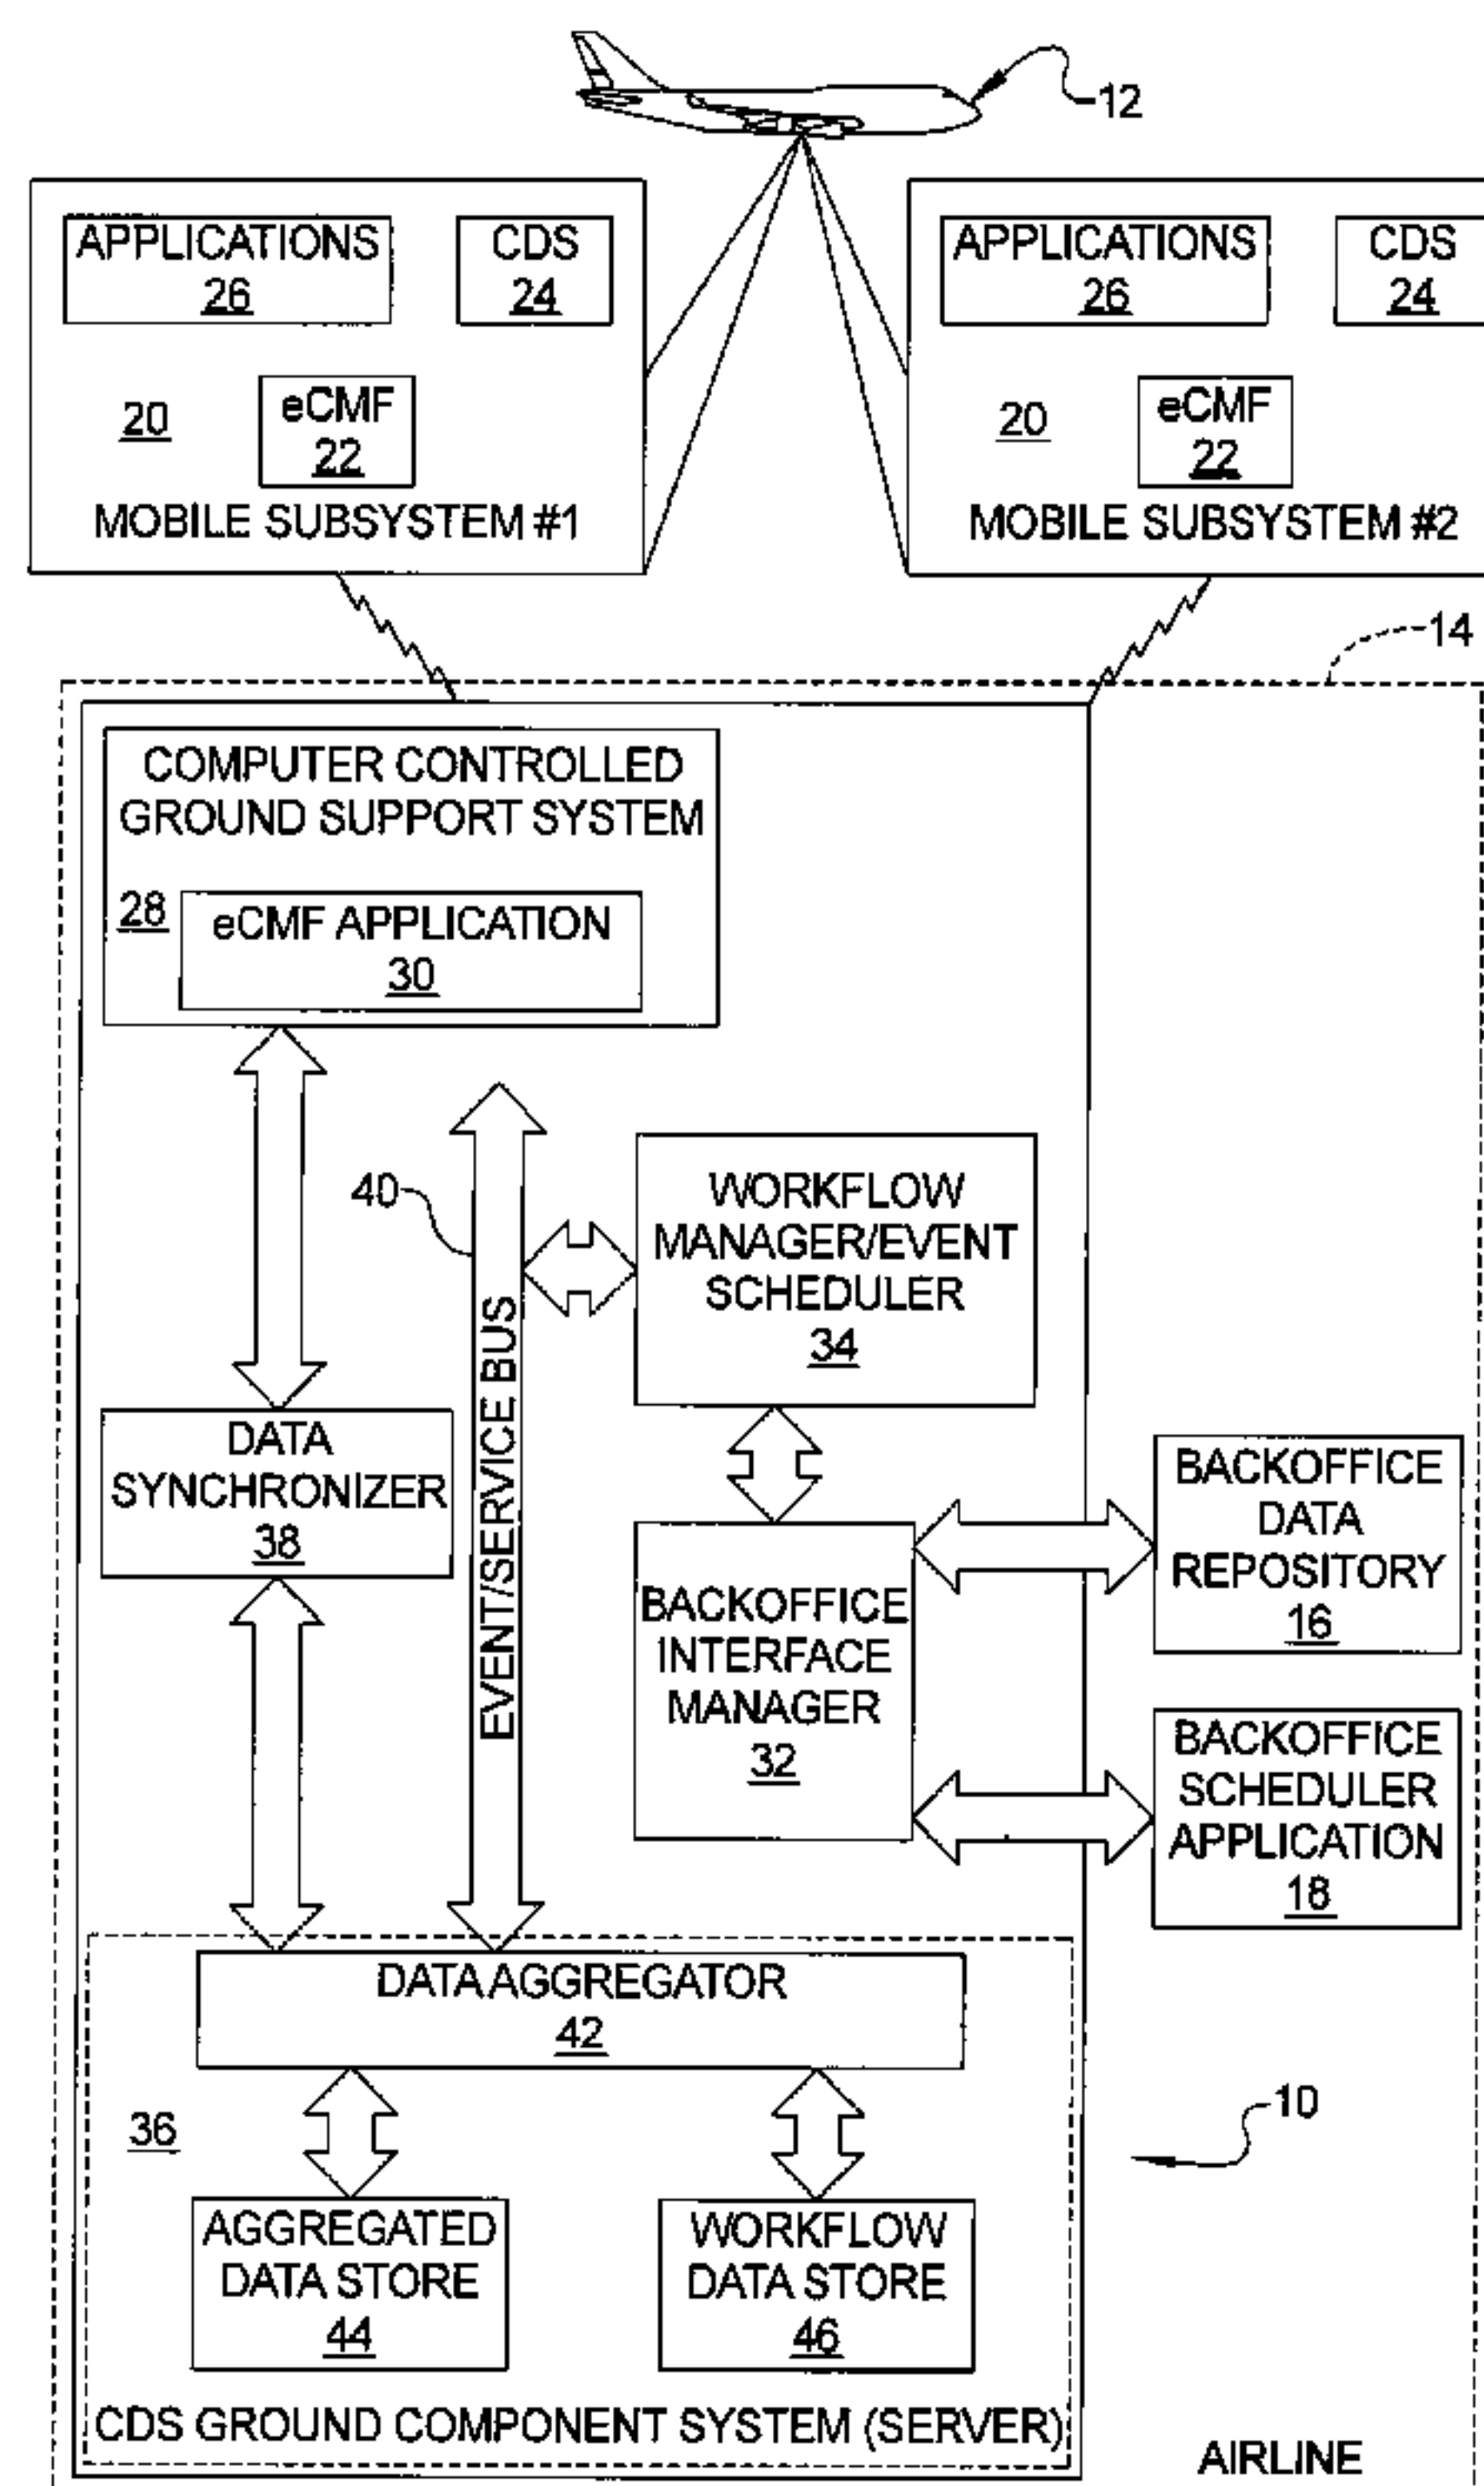 12
APPLICATIONS
26
CDS
24
eCMF
22
20
MOBILE SUBSYSTEM #1
APPLICATIONS
26
CDS
24
eCMF
22
20
MOBILE SUBSYSTEM #2
14
COMPUTER CONTROLLED
GROUND SUPPORT SYSTEM
28
eCMF APPLICATION
30
40
EVENT/SERVICE BUS
WORKFLOW
MANAGER/EVENT
SCHEDULER
34
DATA
SYNCHRONIZER
38
BACKOFFICE
INTERFACE
MANAGER
32
BACKOFFICE
DATA
REPOSITORY
16
BACKOFFICE
SCHEDULER
APPLICATION
18
DATA AGGREGATOR
42
36
10
AGGREGATED
DATA STORE
44
WORKFLOW
DATA STORE
46
CDS GROUND COMPONENT SYSTEM (SERVER)
AIRLINE